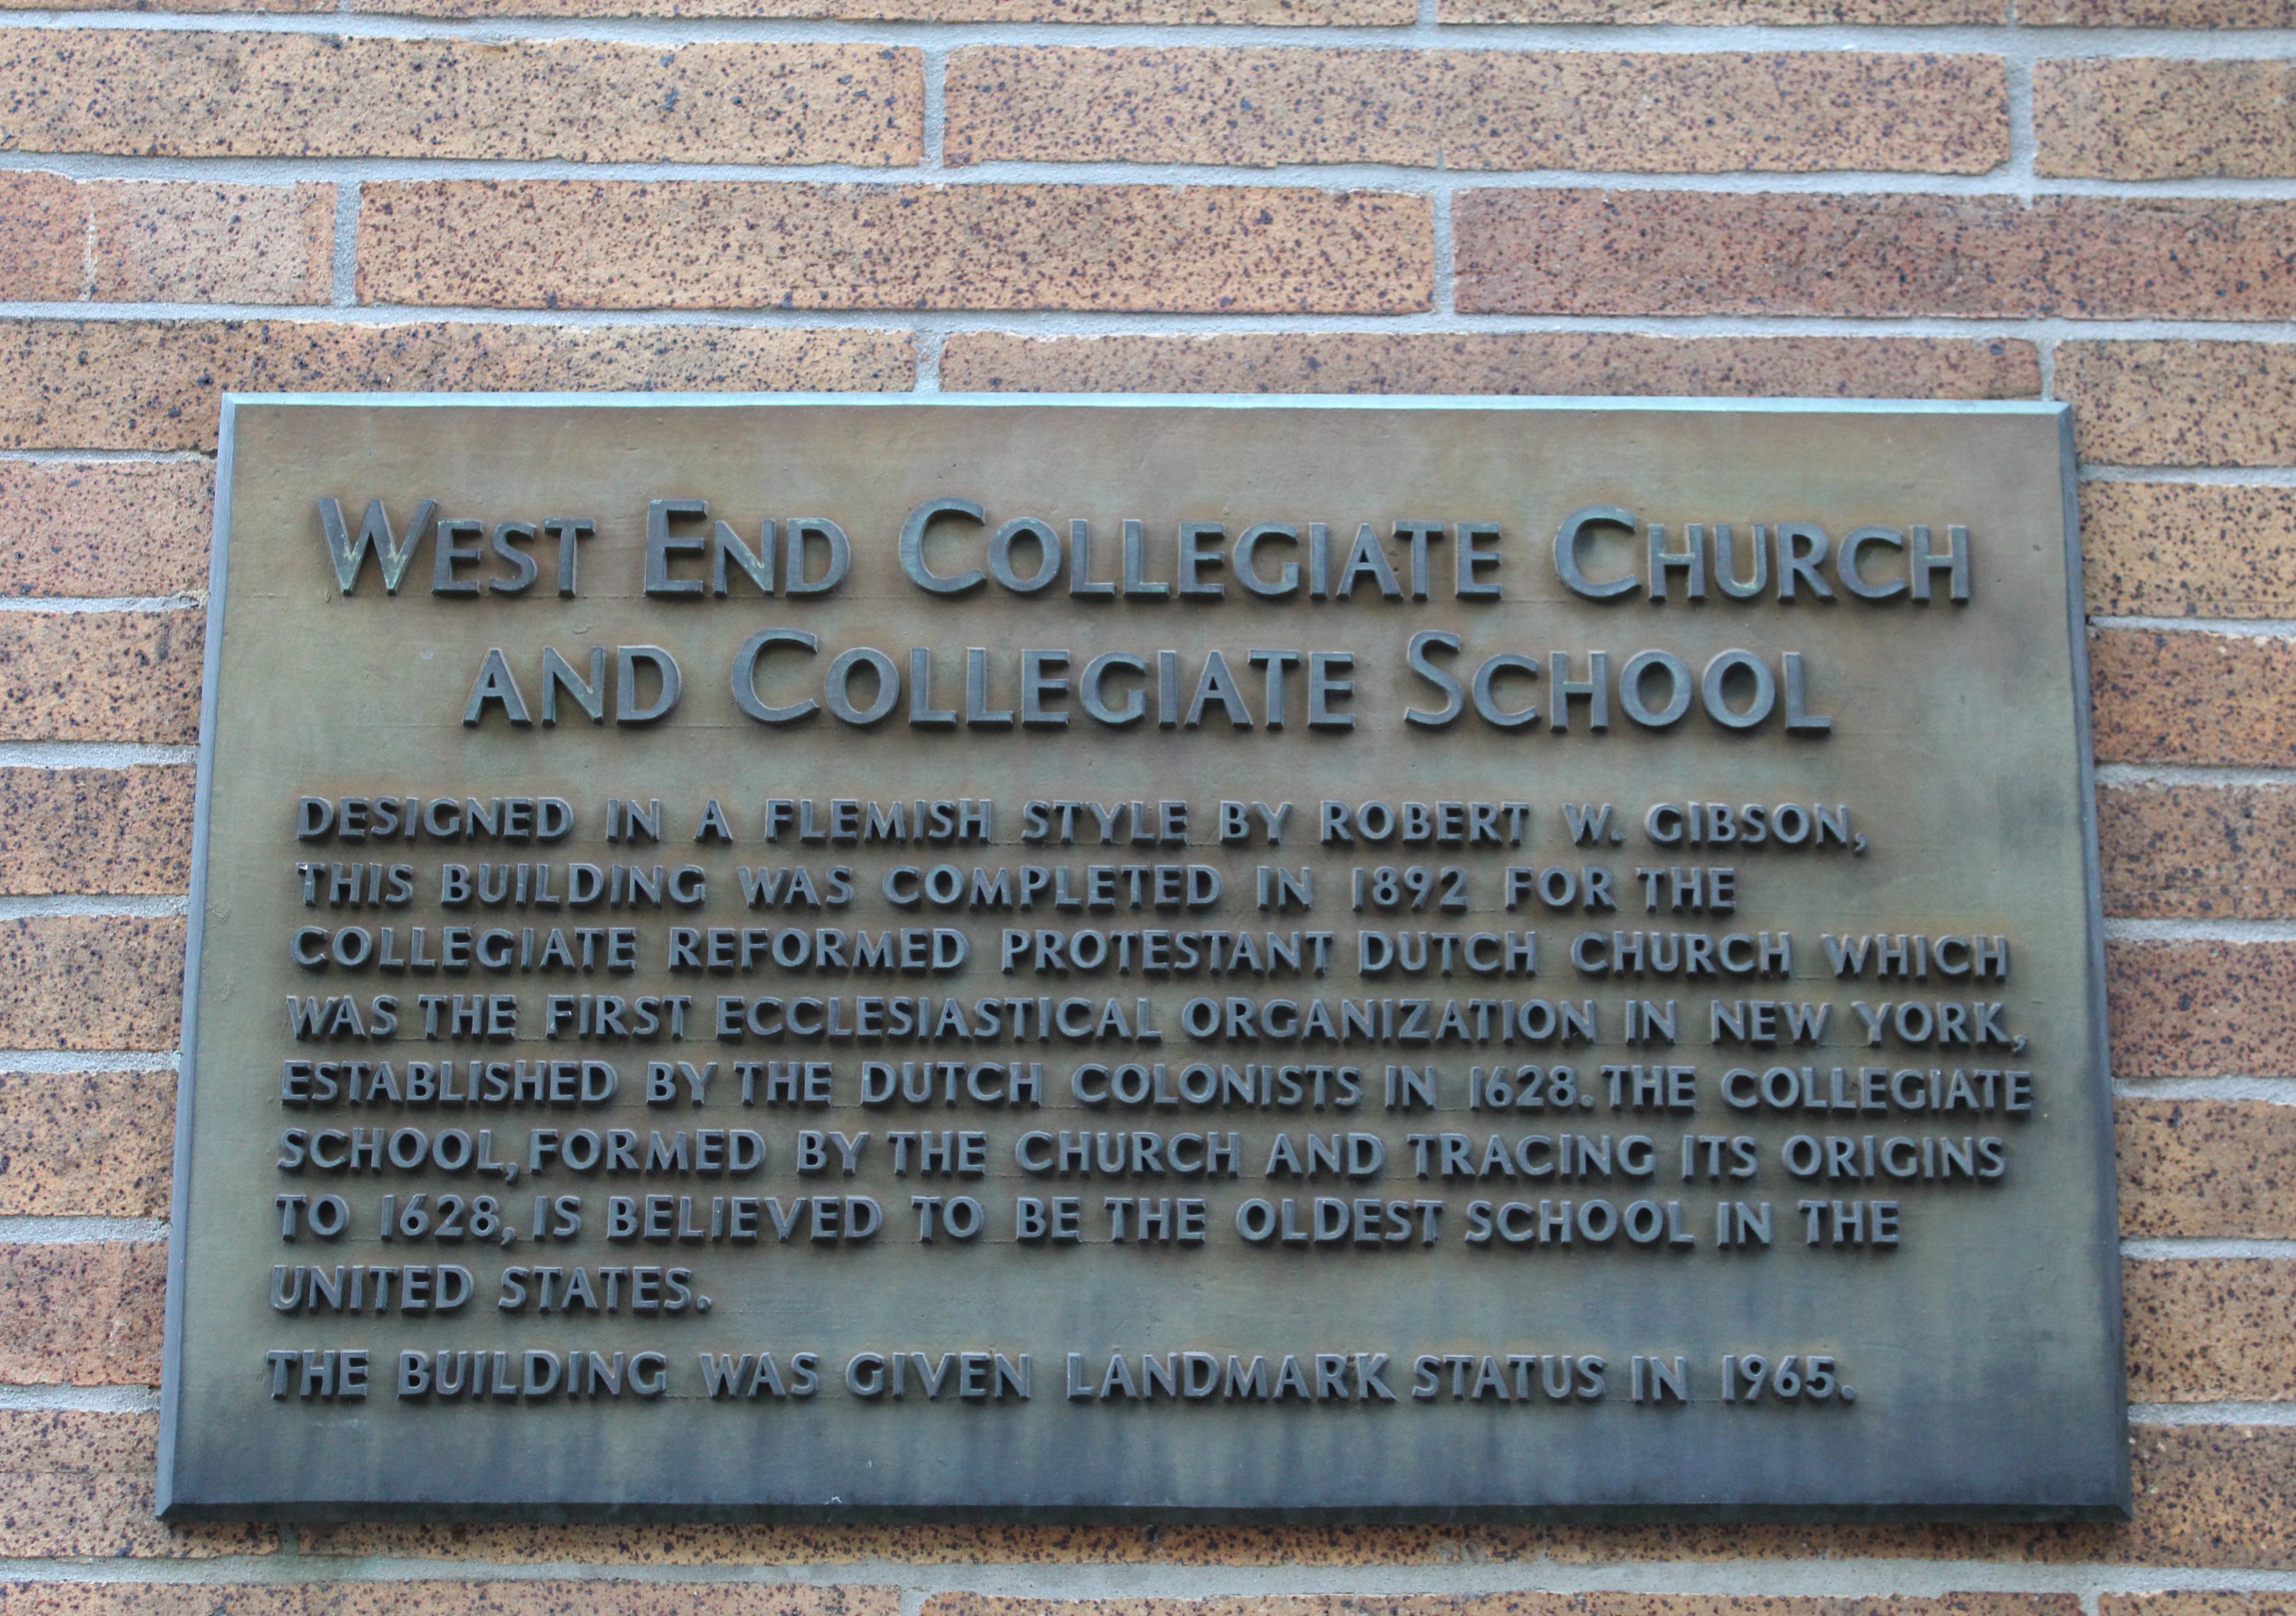 WEST END COLLEGIATE CHURCH
AND COLLEGIATE SCHOOL
DESIGNED IN A FLEMISH STYLE BY ROBERT W. GIBSON,
THIS BUILDING WAS COMPLETED IN 1892 FOR THE
COLLEGIATE REFORMED PROTESTANT DUTCH CHURCH WHICH
WAS THE FIRST ECCLESIASTICAL ORGANIZATION IN NEW YORK,
ESTABLISHED BY THE DUTCH COLONISTS IN 1628. THE COLLEGIATE
SCHOOL, FORMED BY THE CHURCH AND TRACING ITS ORIGINS
TO 1628, IS BELIEVED TO BE THE OLDEST SCHOOL IN THE
UNITED STATES.
THE BUILDING WAS GIVEN LANDMARK STATUS IN 1965.